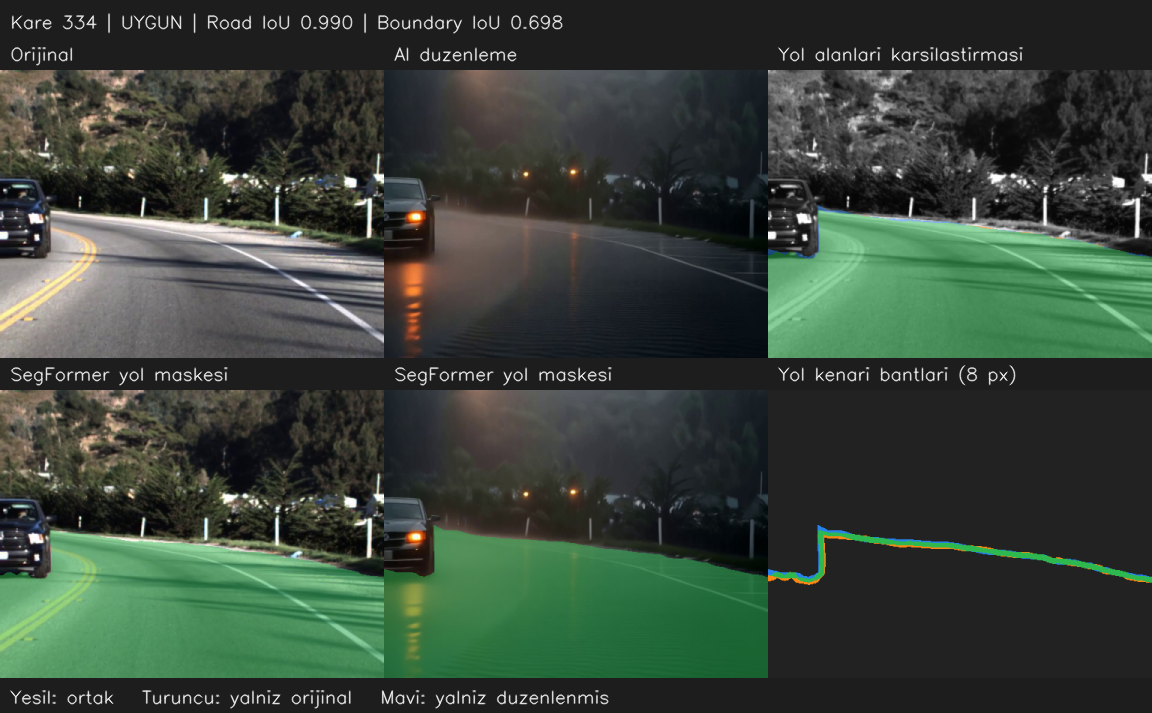 Kare 334 | UYGUN | Road IoU 0.990 | Boundary IoU 0.698
Orijinal
AI duzenleme
Yol alanlari karsilastirmasi
SegFormer yol maskesi
SegFormer yol maskesi
Yol kenari bantlari (8 px)
Yesil: ortak Turuncu: yalniz orijinal Mavi: yalniz duzenlenmis